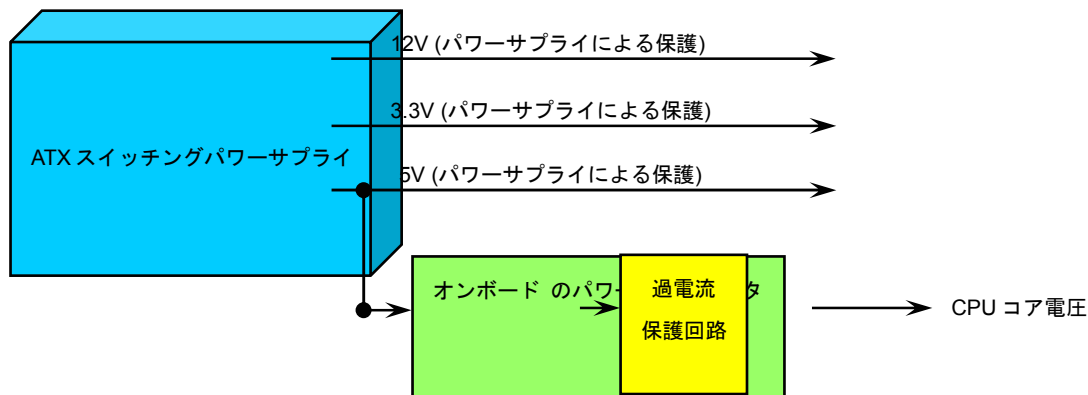 12V (パワーサプライによる保護)
3.3V (パワーサプライによる保護)
ATX スイッチングパワーサプライ
5V (パワーサプライによる保護)
オンボード のパワー
過電流
保護回路
CPU コア電圧